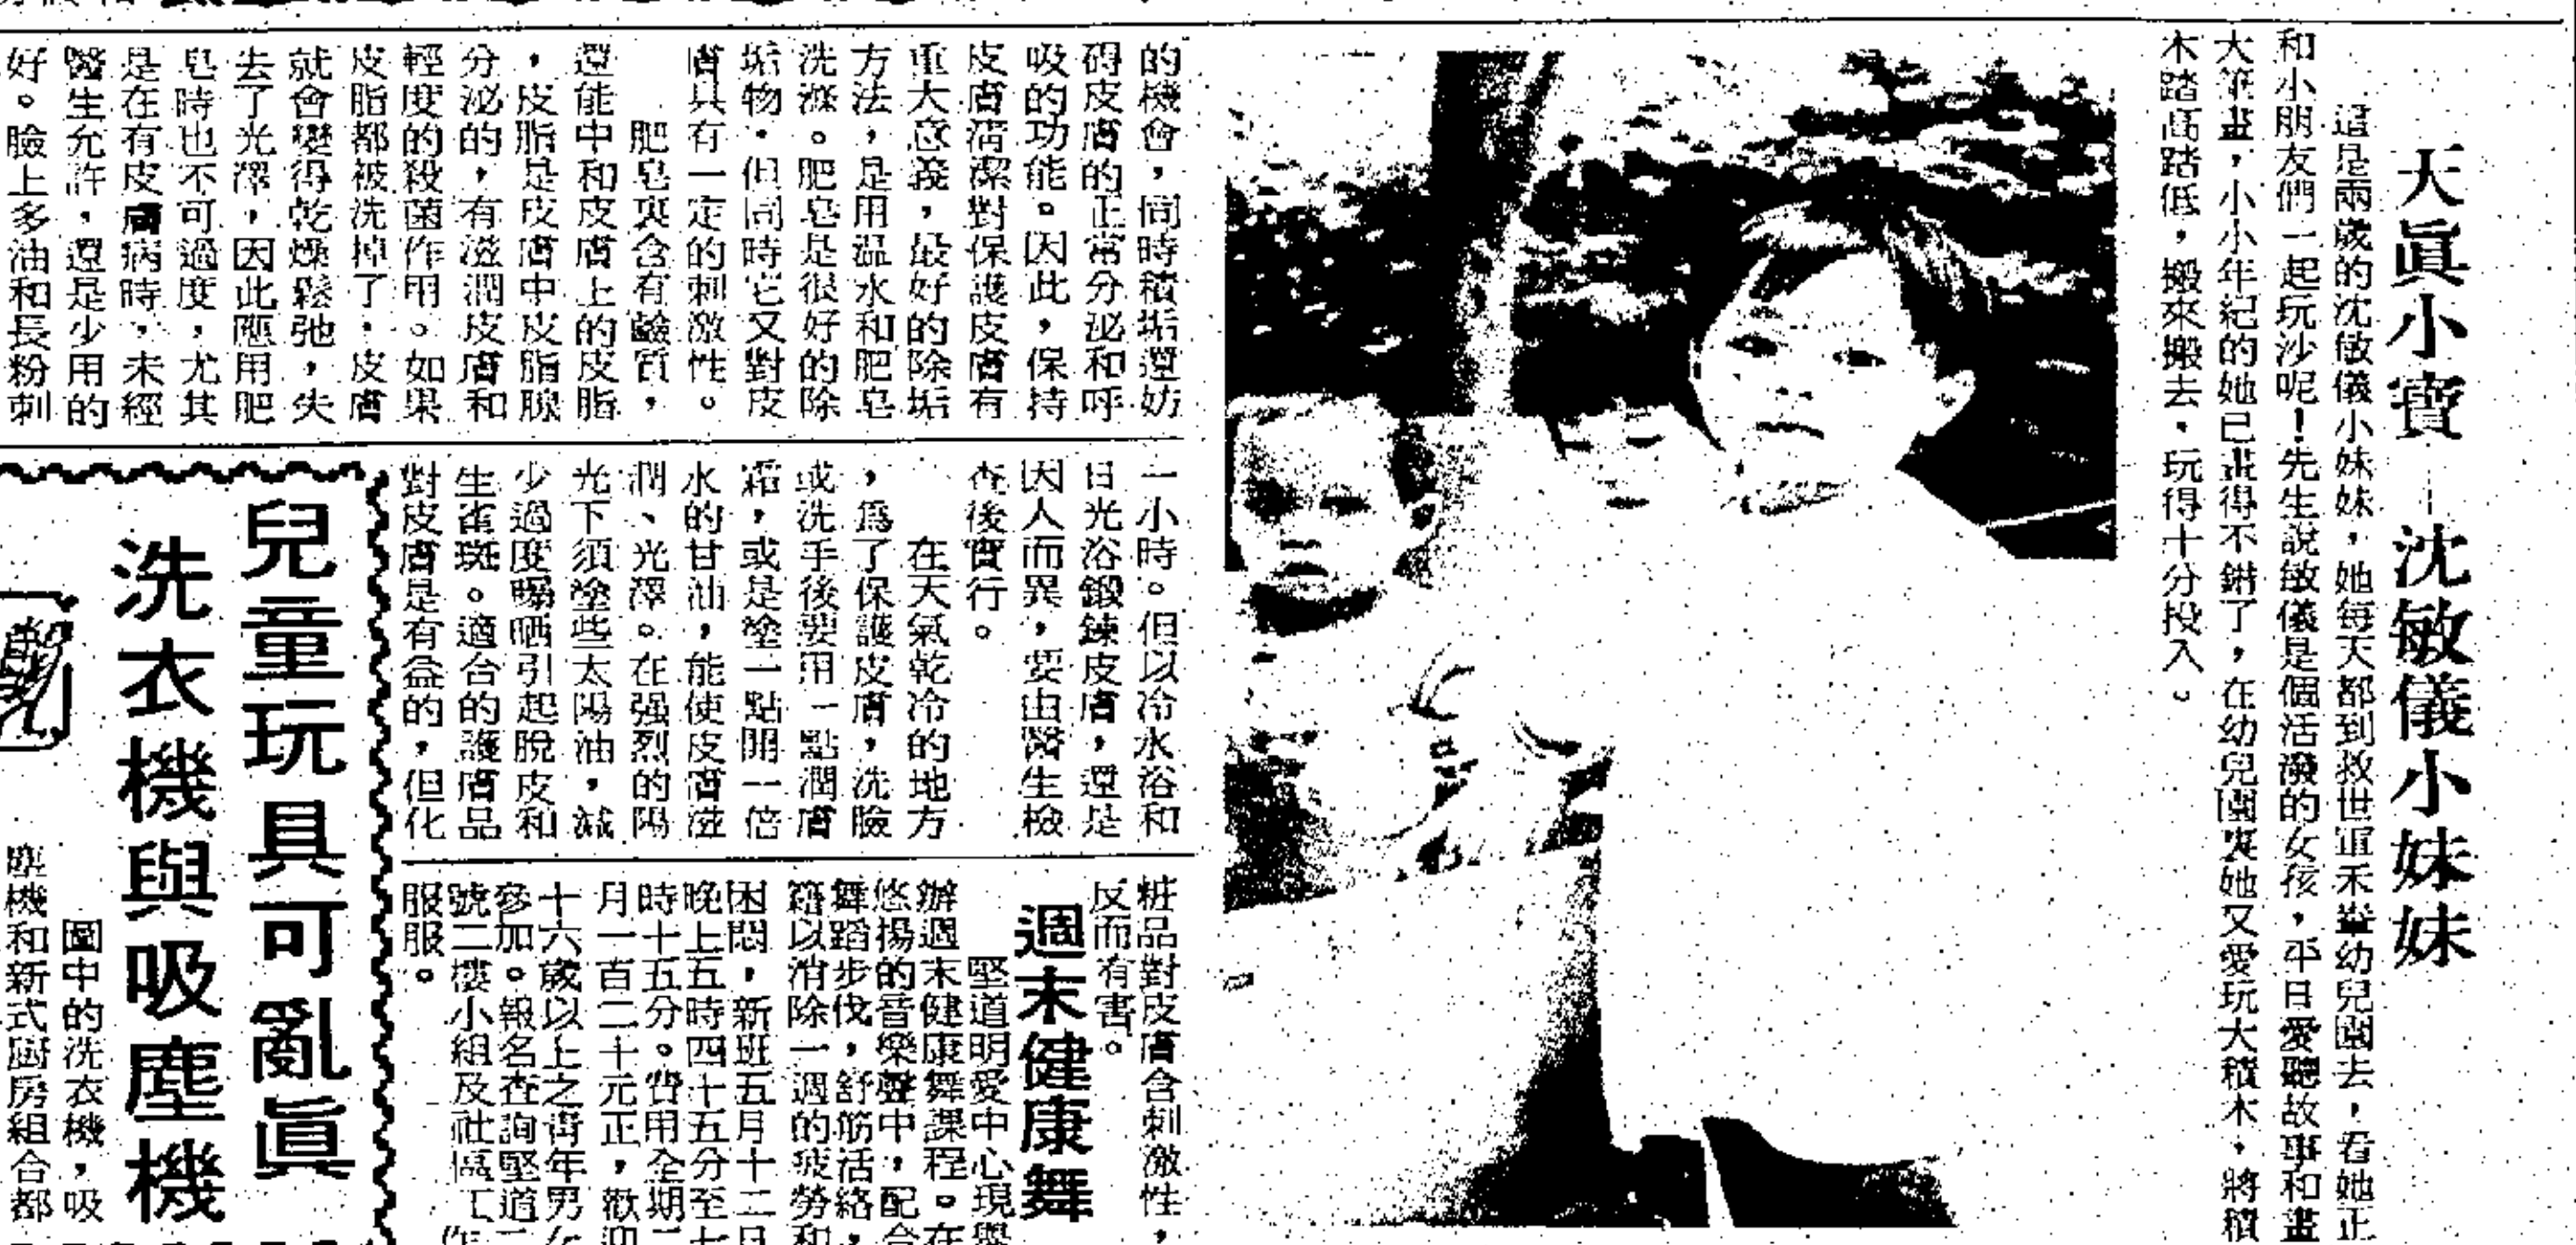 天眞小寶 — 沈敏儀小妹妹
這是兩歲的沈敏儀小妹妹，她每天都到救世軍禾輋幼兒園去，看她正
和小朋友們一起玩沙呢！先生說敏儀是個活潑的女孩，平日愛聽故事和畫
大筆畫，小小年紀的她已畫得不錯了，在幼兒園裏她又愛玩大積木，將積
木踏高踏低，搬來搬去，玩得十分投入。
的機會，同時積垢還妨
碍皮膚的正常分泌和呼
吸的功能。因此，保持
皮膚清潔對保護皮膚有
重大意義，最好的除垢
方法，是用温水和肥皂
洗滌。肥皂是很好的除
垢物，但同時它又對皮
膚具有一定的刺激性。
肥皂裏含有鹼質，
還能中和皮膚上的皮脂
，皮脂是皮膚中皮脂腺
分泌的，有滋潤皮膚和
輕度的殺菌作用。如果
皮脂都被洗掉了，皮膚
就會變得乾燥鬆弛，失
去了光澤，因此應用肥
皂時也不可過度，尤其
是在有皮膚病時，未經
醫生允許，還是少用的
好。臉上多油和長粉刺
一小時。但以冷水浴和
日光浴鍛鍊皮膚，還是
因人而異，要由醫生檢
查後實行。
在天氣乾冷的地方
，爲了保護皮膚，洗臉
或洗手後要用一點潤膚
霜，或是塗一點開一倍
水的甘油，能使皮膚滋
潤、光澤。在强烈的陽
光下須塗些太陽油，減
少過度曝晒引起脫皮和
生雀斑。適合的護膚品
對皮膚是有益的，但化
粧品對皮膚含刺激性，
反而有害。
週末健康舞
堅道明愛中心現舉
辦週末健康舞課程。在
悠揚的音樂聲中，配合
舞蹈步伐，舒筋活絡，
籍以消除一週的疲勞和
困悶，新班五月十二日
晚上五時四十五分至七
時十五分。費用全期二
月一百二十元正，歡迎
十六歲以上之靑年男女
參加。報名查詢堅道二
號二樓小組及社區工作
服服。
兒童玩具可亂眞
洗衣機與吸塵機
圖中的洗衣機，吸
塵機和新式厨房組合都